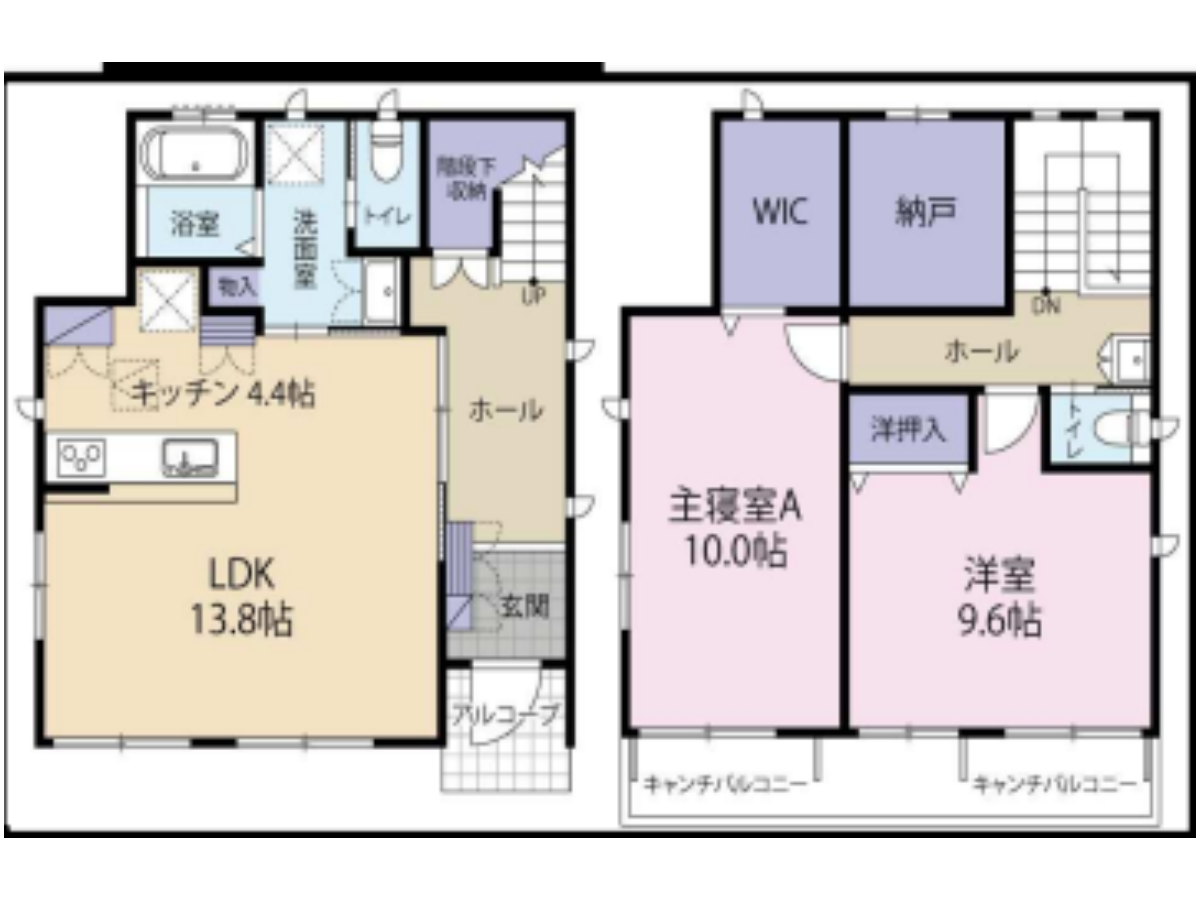 浴室
洗面室
トイレ
階段下
収納
物入
UP
キッチン 4.4帖
ホール
LDK
13.8帖
玄関
アルコーブ
WIC
納戸
DN
ホール
洋押入
トイレ
主寝室A
10.0帖
洋室
9.6帖
キャンチバルコニー
キャンチバルコニー